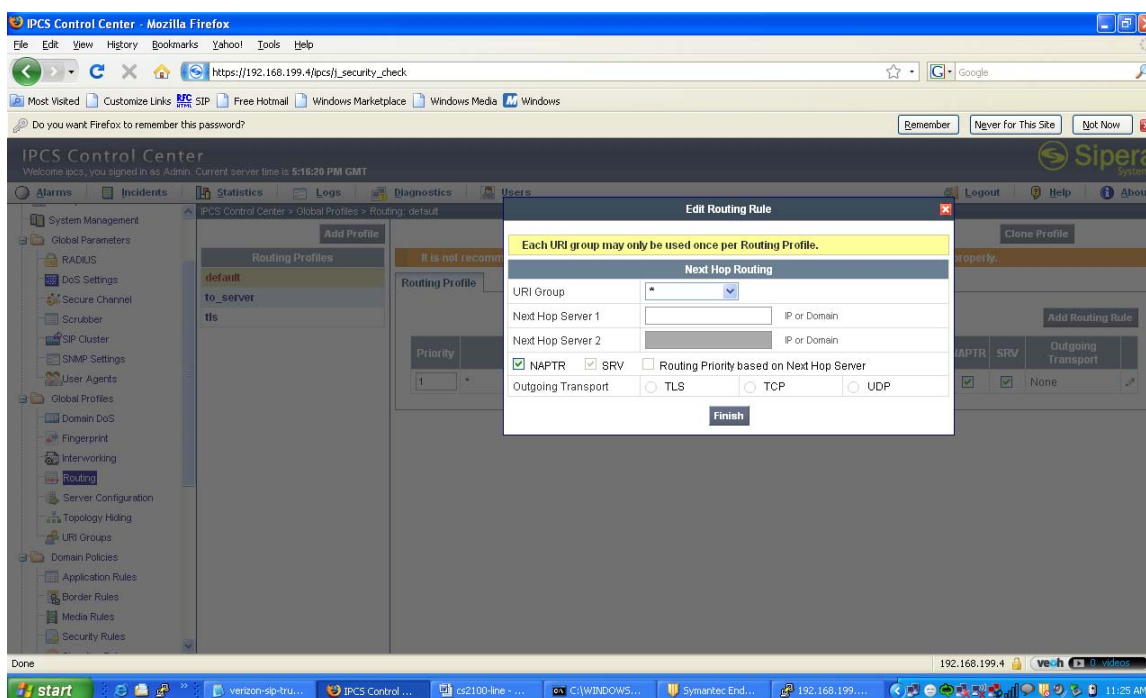 IPCS Control Center - Mozilla Firefox
File Edit View History Bookmarks Yahoo! Tools Help
https://192.168.199.4/ipcs/j_security_check
Google
Most Visited Customize Links SIP Free Hotmail Windows Marketplace Windows Media Windows
Do you want Firefox to remember this password? Remember Never for This Site Not Now
IPCS Control Center
Welcome ipcs, you signed in as Admin. Current server time is 5:16:20 PM GMT
Sipera
Systems
Alarms Incidents Statistics Logs Diagnostics Users Logout Help Abou
System Management
Global Parameters
RADIUS
DoS Settings
Secure Channel
Scrubber
SIP Cluster
SNMP Settings
User Agents
Global Profiles
Domain DoS
Fingerprint
Interworking
Routing
Server Configuration
Topology Hiding
URI Groups
Domain Policies
Application Rules
Border Rules
Media Rules
Security Rules
IPCS Control Center > Global Profiles > Routing: default
Add Profile
Routing Profiles
default
to_server
tls
Clone Profile
It is not recomm
roperly.
Routing Profile
Add Routing Rule
Priority
NAPTR SRV Outgoing Transport
1 * None
Edit Routing Rule
Each URI group may only be used once per Routing Profile.
Next Hop Routing
URI Group *
Next Hop Server 1 IP or Domain
Next Hop Server 2 IP or Domain
NAPTR SRV Routing Priority based on Next Hop Server
Outgoing Transport TLS TCP UDP
Finish
Done 192.168.199.4 veoh 0 videos
start verizon-sip-tru... IPCS Control ... cs2100-line - ... C:\WINDOWS... Symantec End... 192.168.199.... 11:25 AM